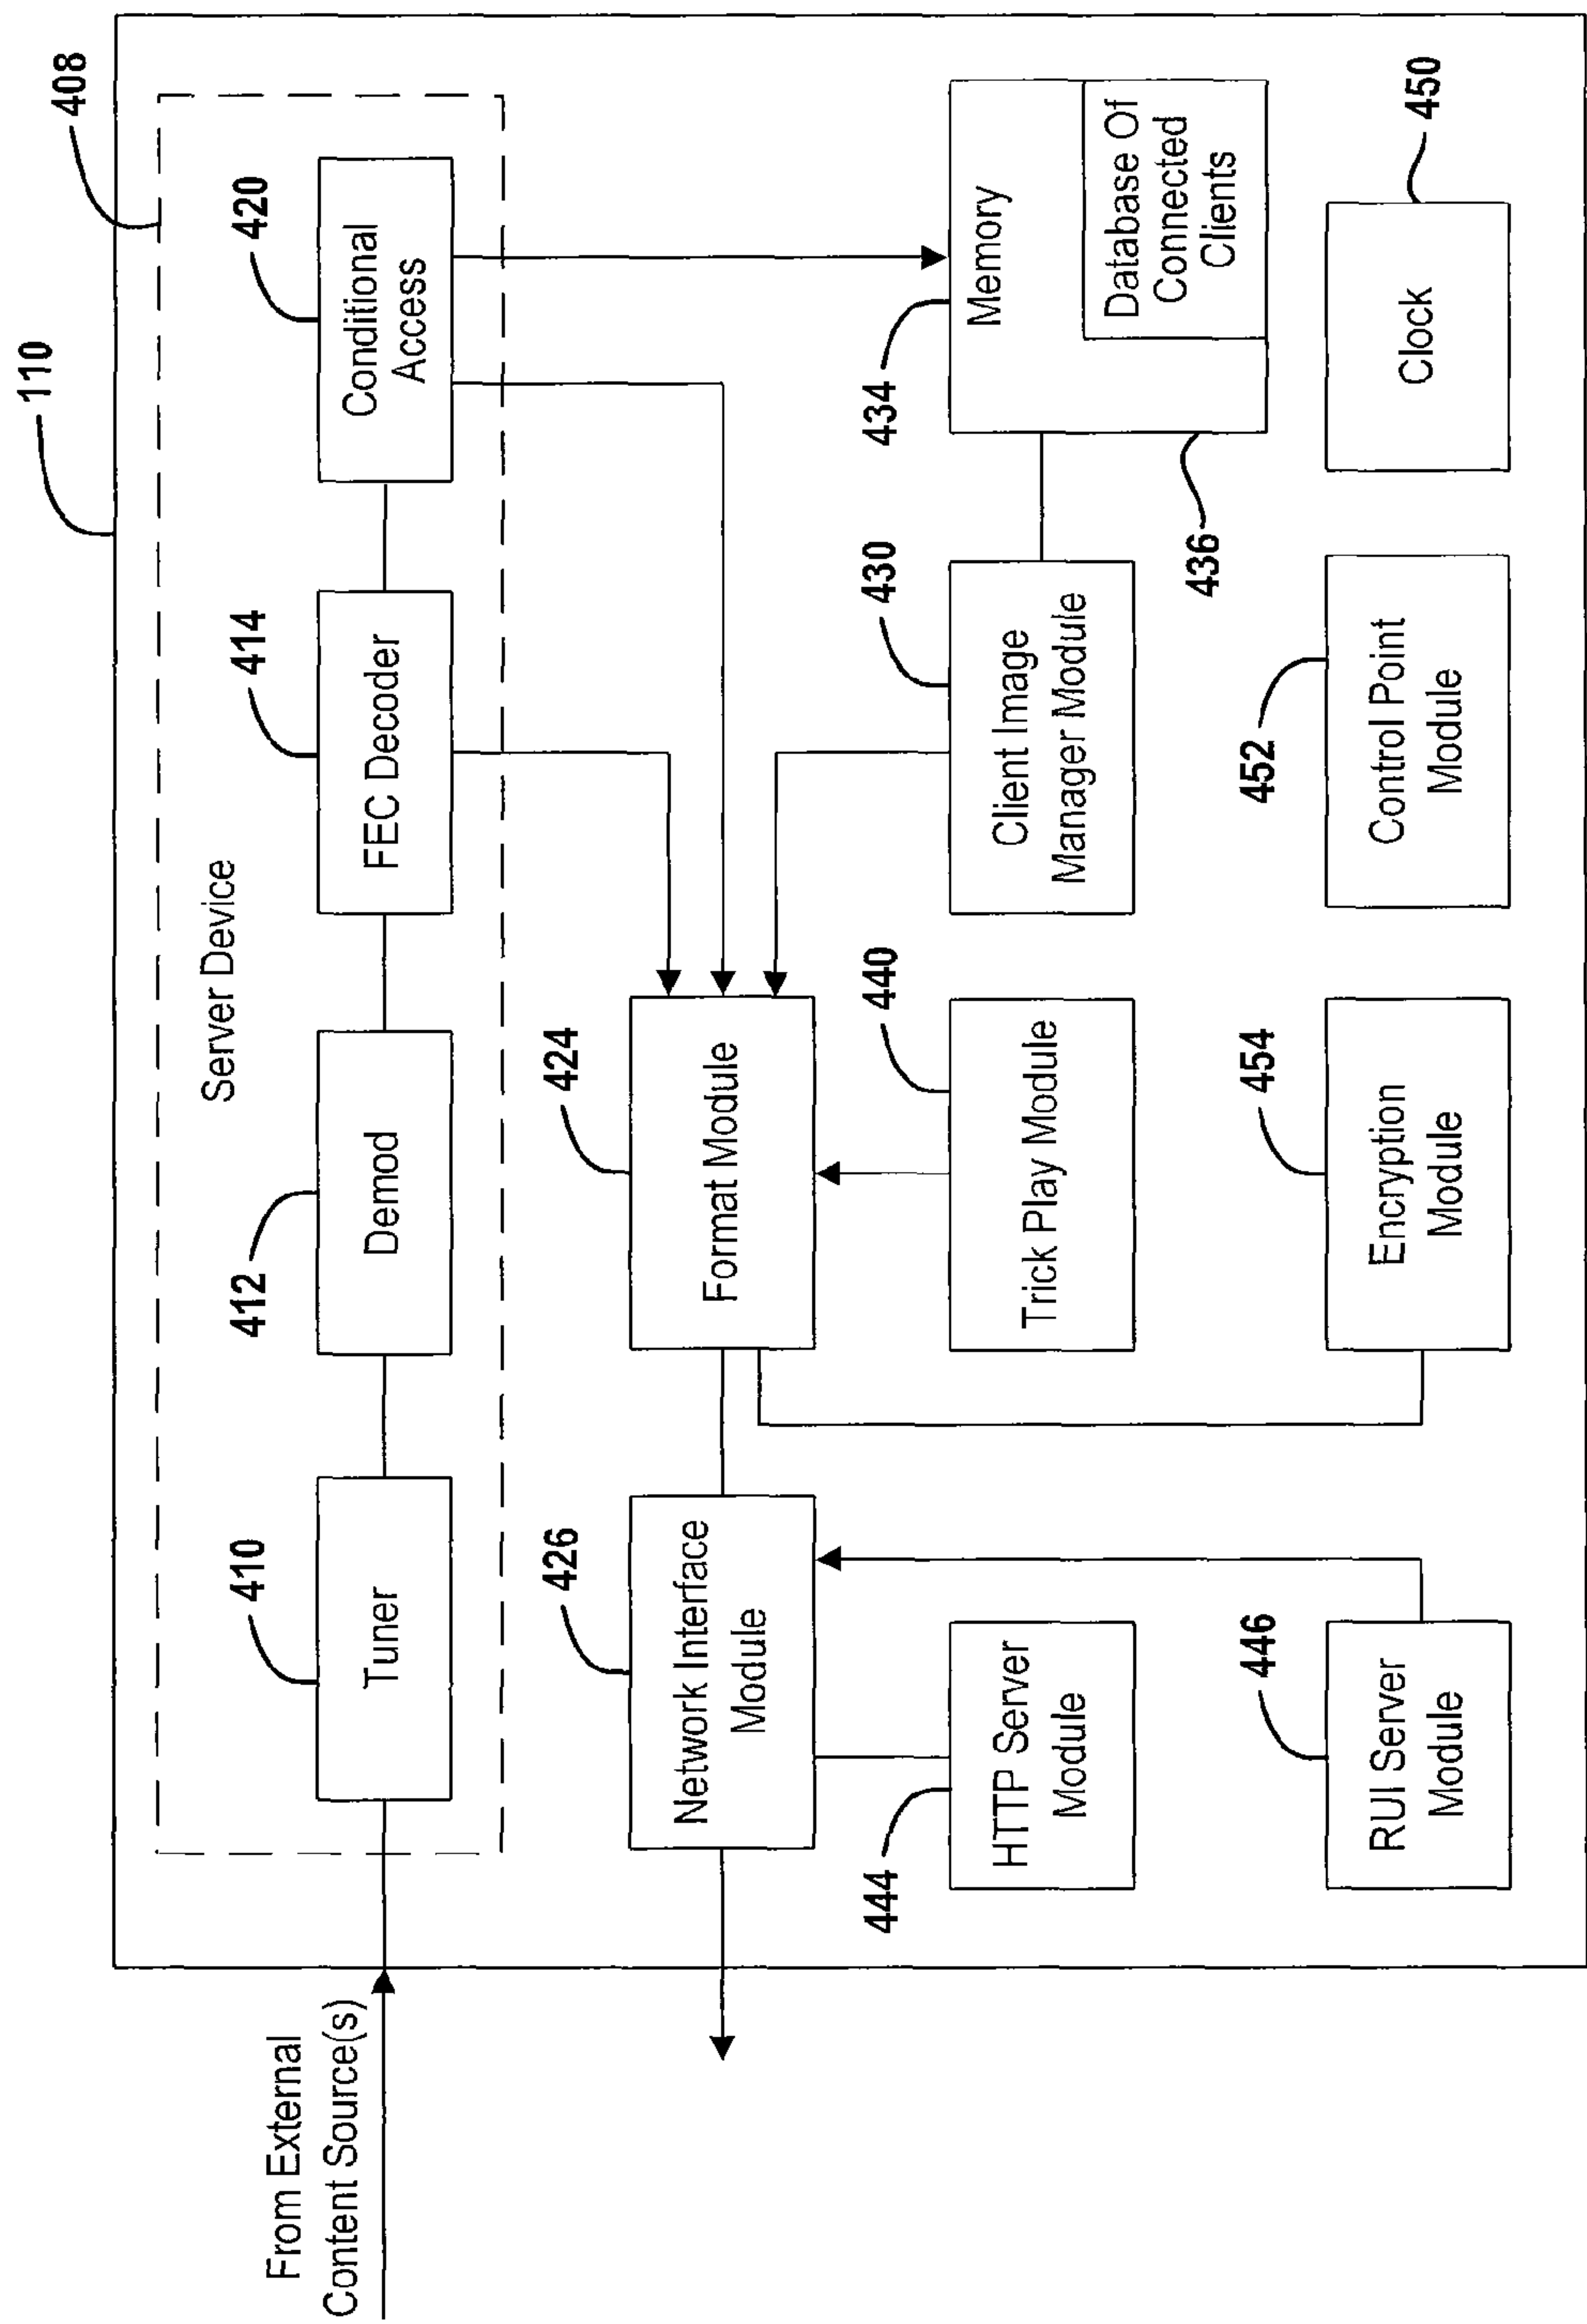 110
408
Server Device
410
Tuner
412
Demod
414
FEC Decoder
420
Conditional
Access
From External
Content Source(s)
426
Network Interface
Module
424
Format Module
444
HTTP Server
Module
440
Trick Play Module
430
Client Image
Manager Module
434
Memory
Database Of
Connected
Clients
436
446
RUI Server
Module
454
Encryption
Module
452
Control Point
Module
450
Clock